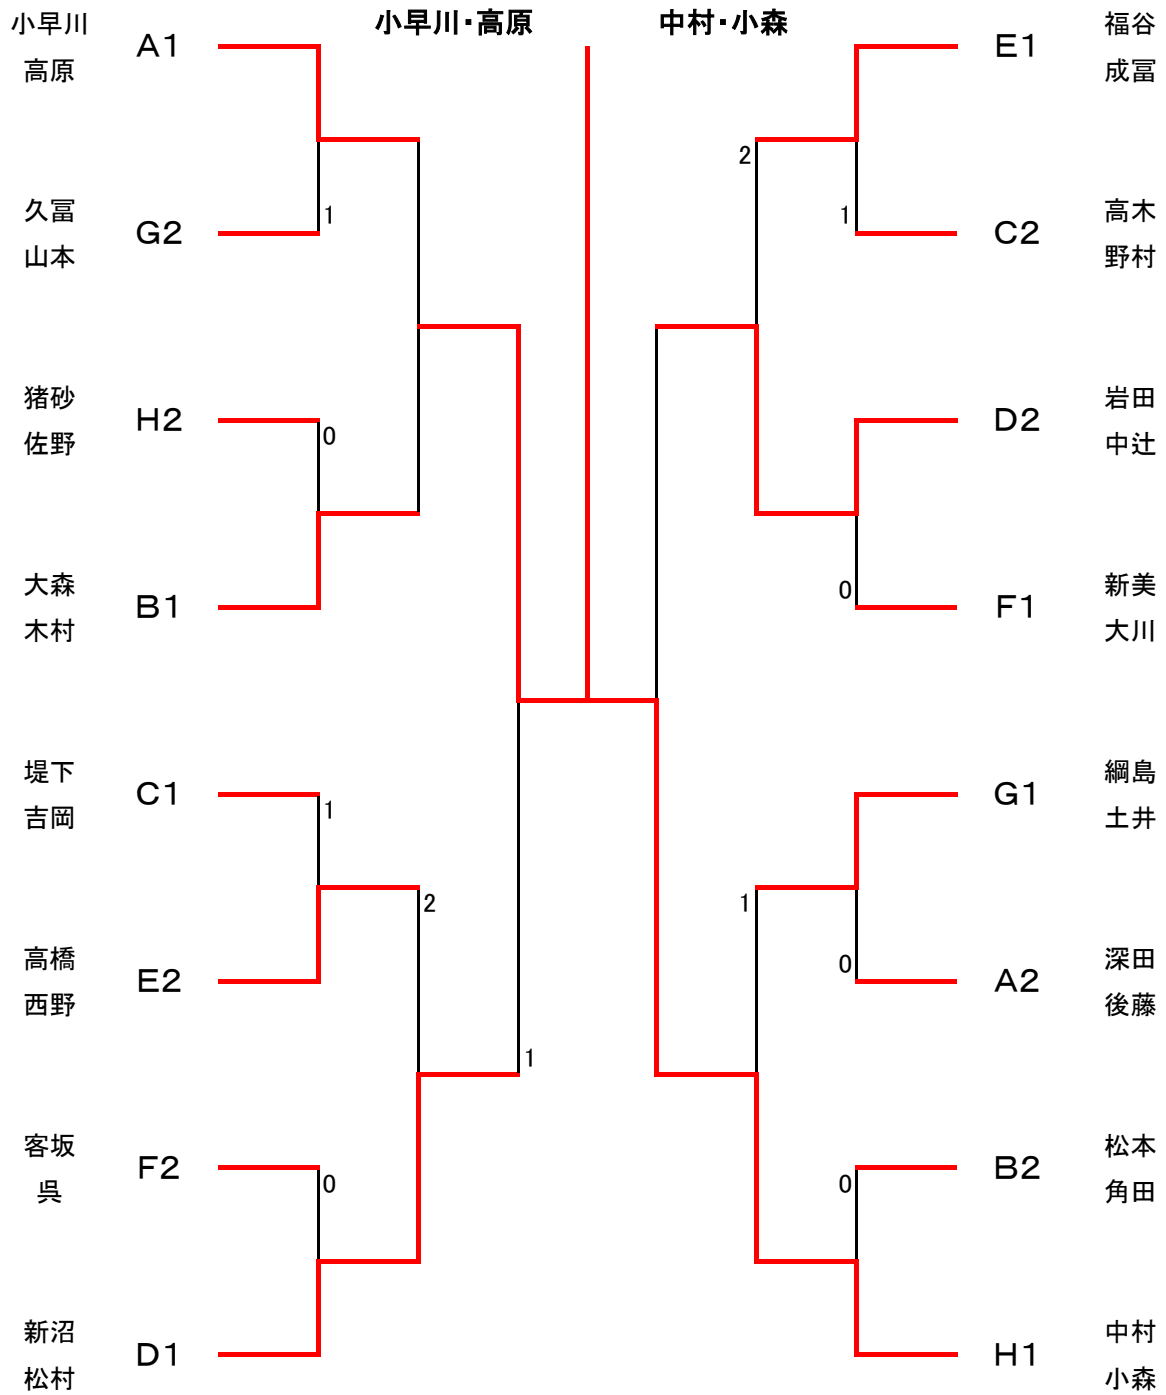 小早川・高原
中村・小森
小早川
高原
A1
久冨
山本
G2
1
猪砂
佐野
H2
0
大森
木村
B1
堤下
吉岡
C1
1
高橋
西野
E2
2
客坂
呉
F2
0
新沼
松村
D1
1
福谷
成冨
E1
2
高木
野村
C2
1
岩田
中辻
D2
新美
大川
F1
0
綱島
土井
G1
1
深田
後藤
A2
0
松本
角田
B2
0
中村
小森
H1